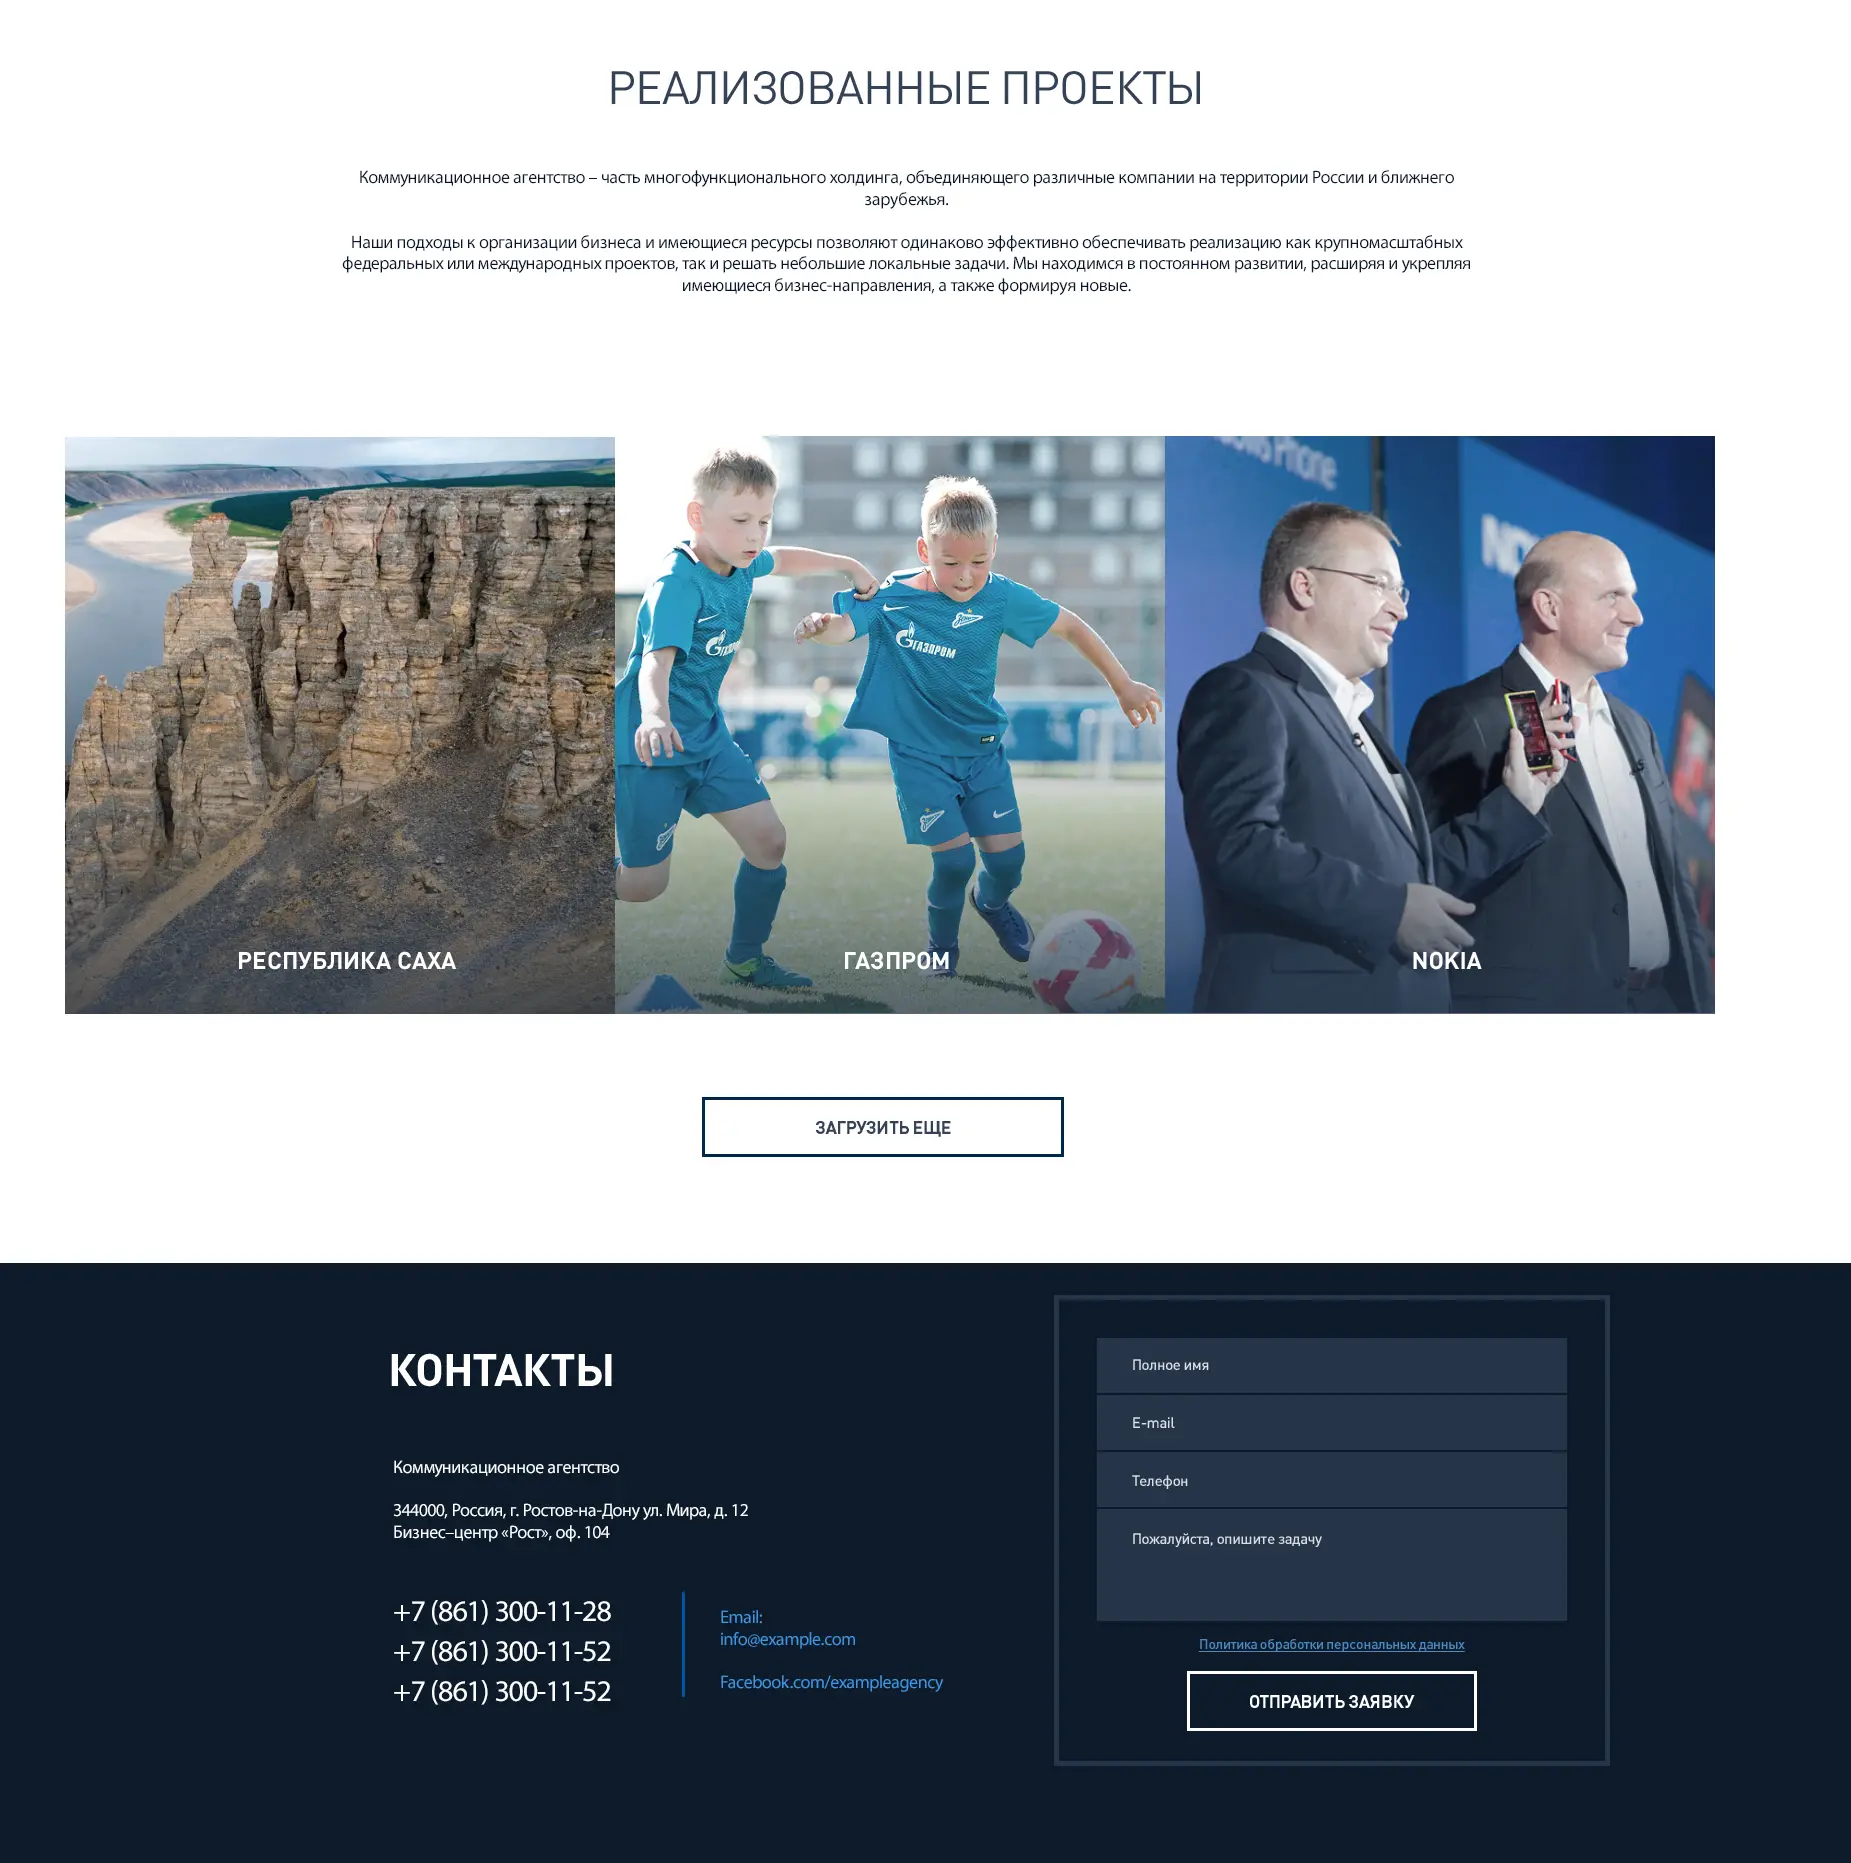 РЕАЛИЗОВАННЫЕ ПРОЕКТЫ
Коммуникационное агентство – часть многофункционального холдинга, объединяющего различные компании на территории России и ближнего
зарубежья.
Наши подходы к организации бизнеса и имеющиеся ресурсы позволяют одинаково эффективно обеспечивать реализацию как крупномасштабных
федеральных или международных проектов, так и решать небольшие локальные задачи. Мы находимся в постоянном развитии, расширяя и укрепляя
имеющиеся бизнес-направления, а также формируя новые.
ГАЗПРОМ
Phone
РЕСПУБЛИКА САХА
ГАЗПРОМ
NOKIA
ЗАГРУЗИТЬ ЕЩЕ
КОНТАКТЫ
Коммуникационное агентство
344000, Россия, г. Ростов-на-Дону ул. Мира, д. 12
Бизнес–центр «Рост», оф. 104
+7 (861) 300-11-28
+7 (861) 300-11-52
+7 (861) 300-11-52
Email:
info@example.com
Facebook.com/exampleagency
Полное имя
E-mail
Телефон
Пожалуйста, опишите задачу
Политика обработки персональных данных
ОТПРАВИТЬ ЗАЯВКУ